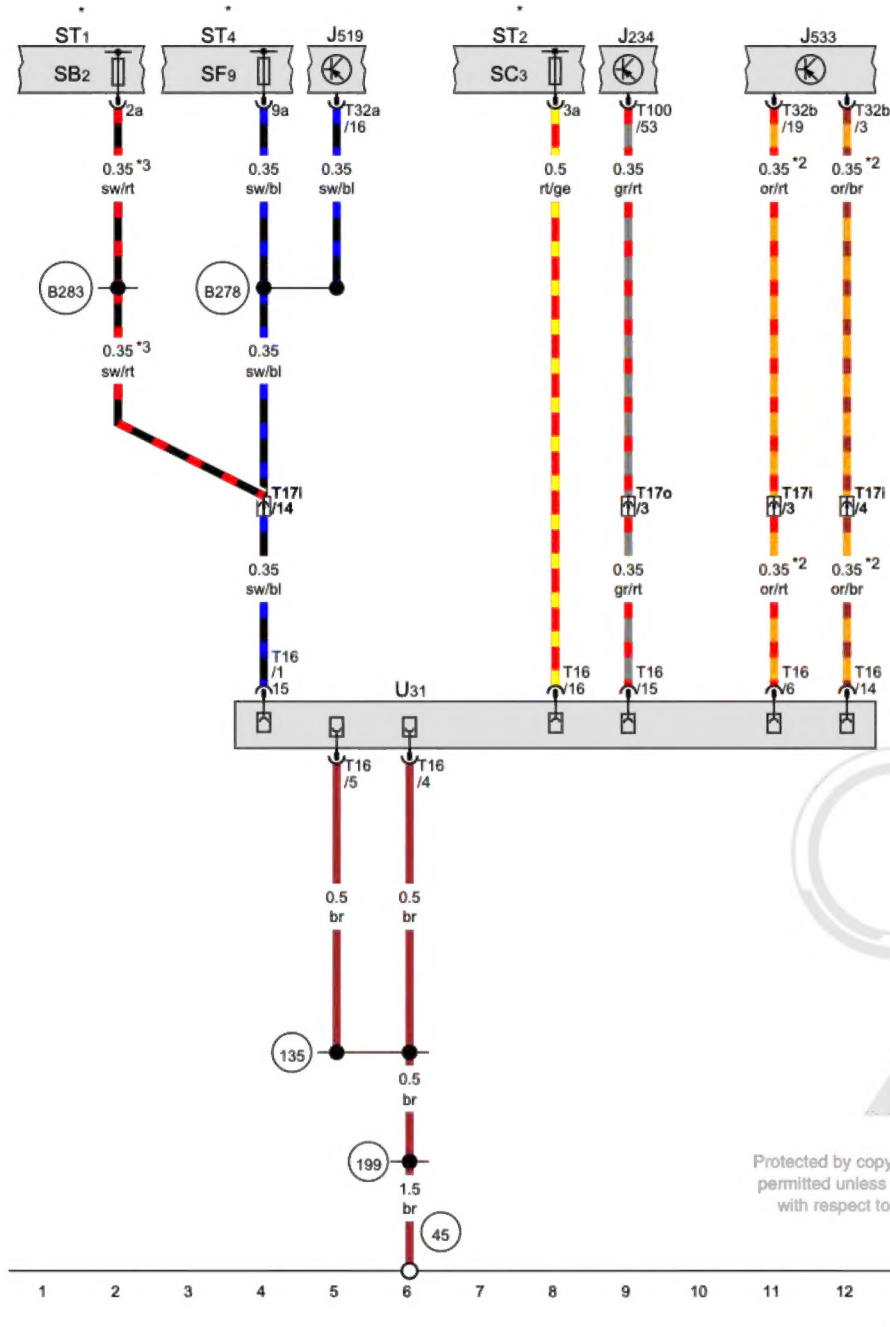 * * *
ST1 ST4 J519 ST2 J234 J533
SB2 SF9 SC3
2a 9a T32a 3a T100 T32b T32b
/16 /53 /19 /3
0.35 *3 0.35 0.35 0.5 0.35 0.35 *2 0.35 *2
sw/rt sw/bl sw/bl rt/ge gr/rt or/rt or/br
B283 B278
0.35 *3 0.35
sw/rt sw/bl
T17i T17o T17i T17i
/14 /3 /3 /4
0.35 0.35 0.35 *2 0.35 *2
sw/bl gr/rt or/rt or/br
T16
/1 T16 T16 T16 T16
15 /16 /15 /6 /14
U31
T16 T16
/5 /4
0.5 0.5
br br
135
0.5
br
199
1.5
br
45
Protected by copy
permitted unless
with respect to
1 2 3 4 5 6 7 8 9 10 11 12